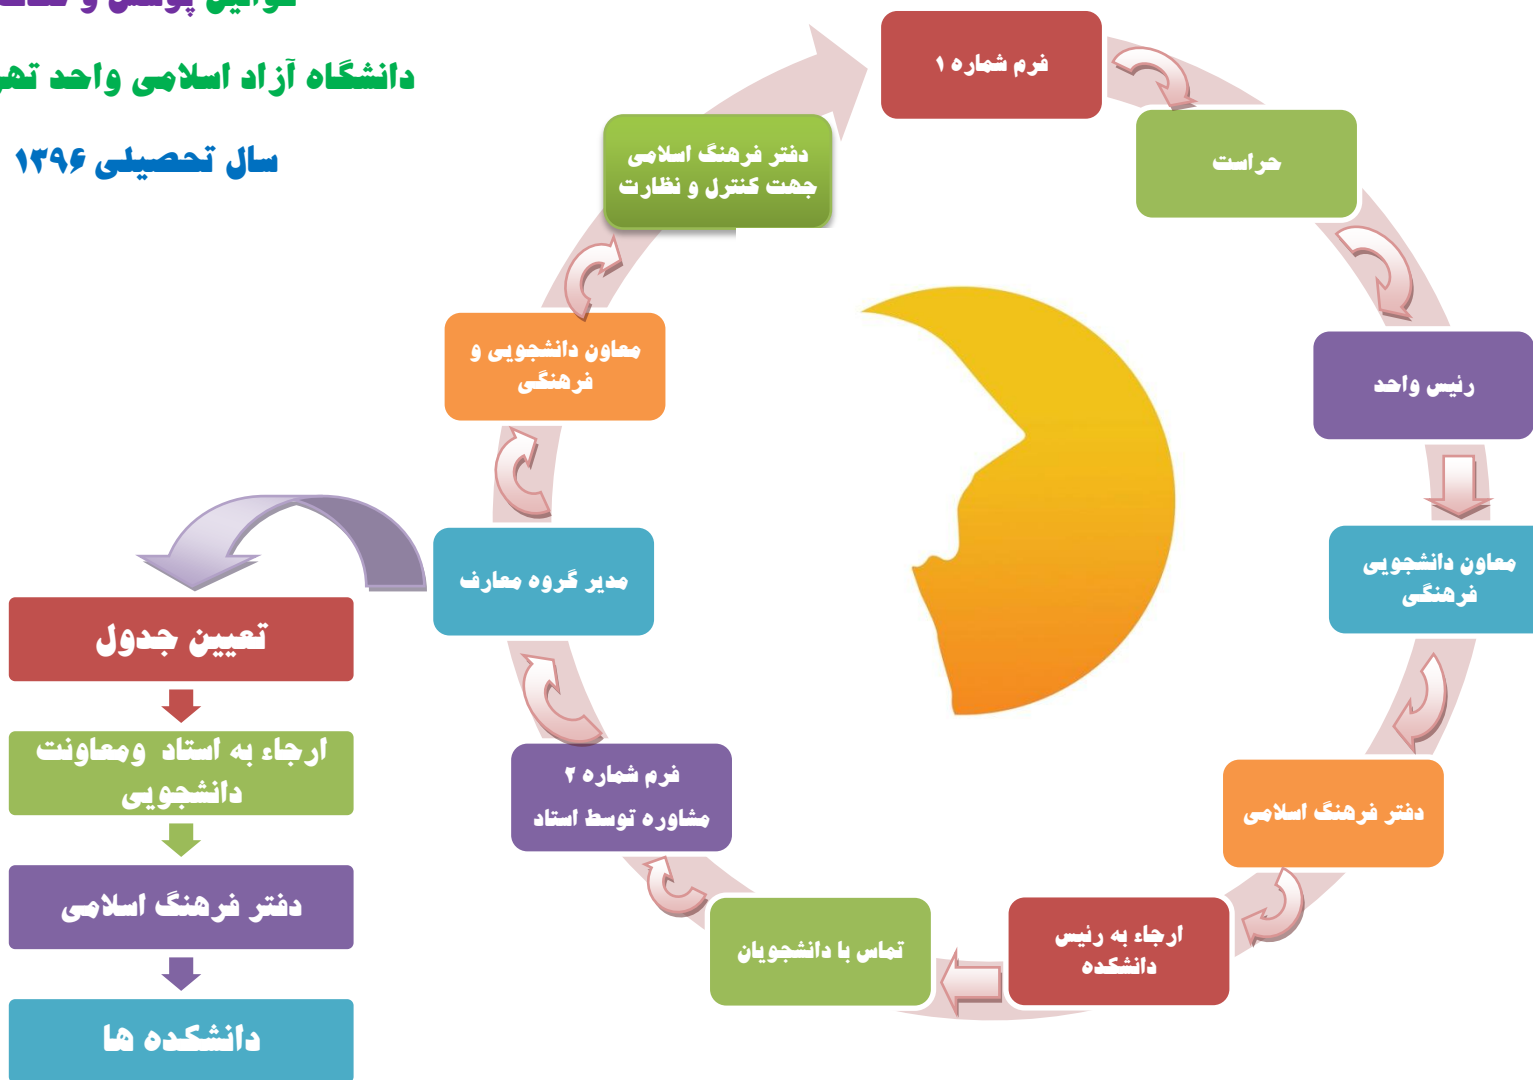 قوانین پوشش و
دانشگاه آزاد اسلامی واحد
سال تحصیلی ۱۳۹۶
فرم شماره ۱
حراست
رئیس واحد
معاون دانشجویی
فرهنگی
دفتر فرهنگ اسلامی
ارجاء به رئیس
دانشکده
تماس با دانشجویان
فرم شماره ۲
مشاوره توسط استاد
مدیر گروه معارف
معاون دانشجویی و
فرهنگی
دفتر فرهنگ اسلامی
جهت کنترل و نظارت
تعیین جدول
ارجاء به استاد ومعاونت
دانشجویی
دفتر فرهنگ اسلامی
دانشکده ها